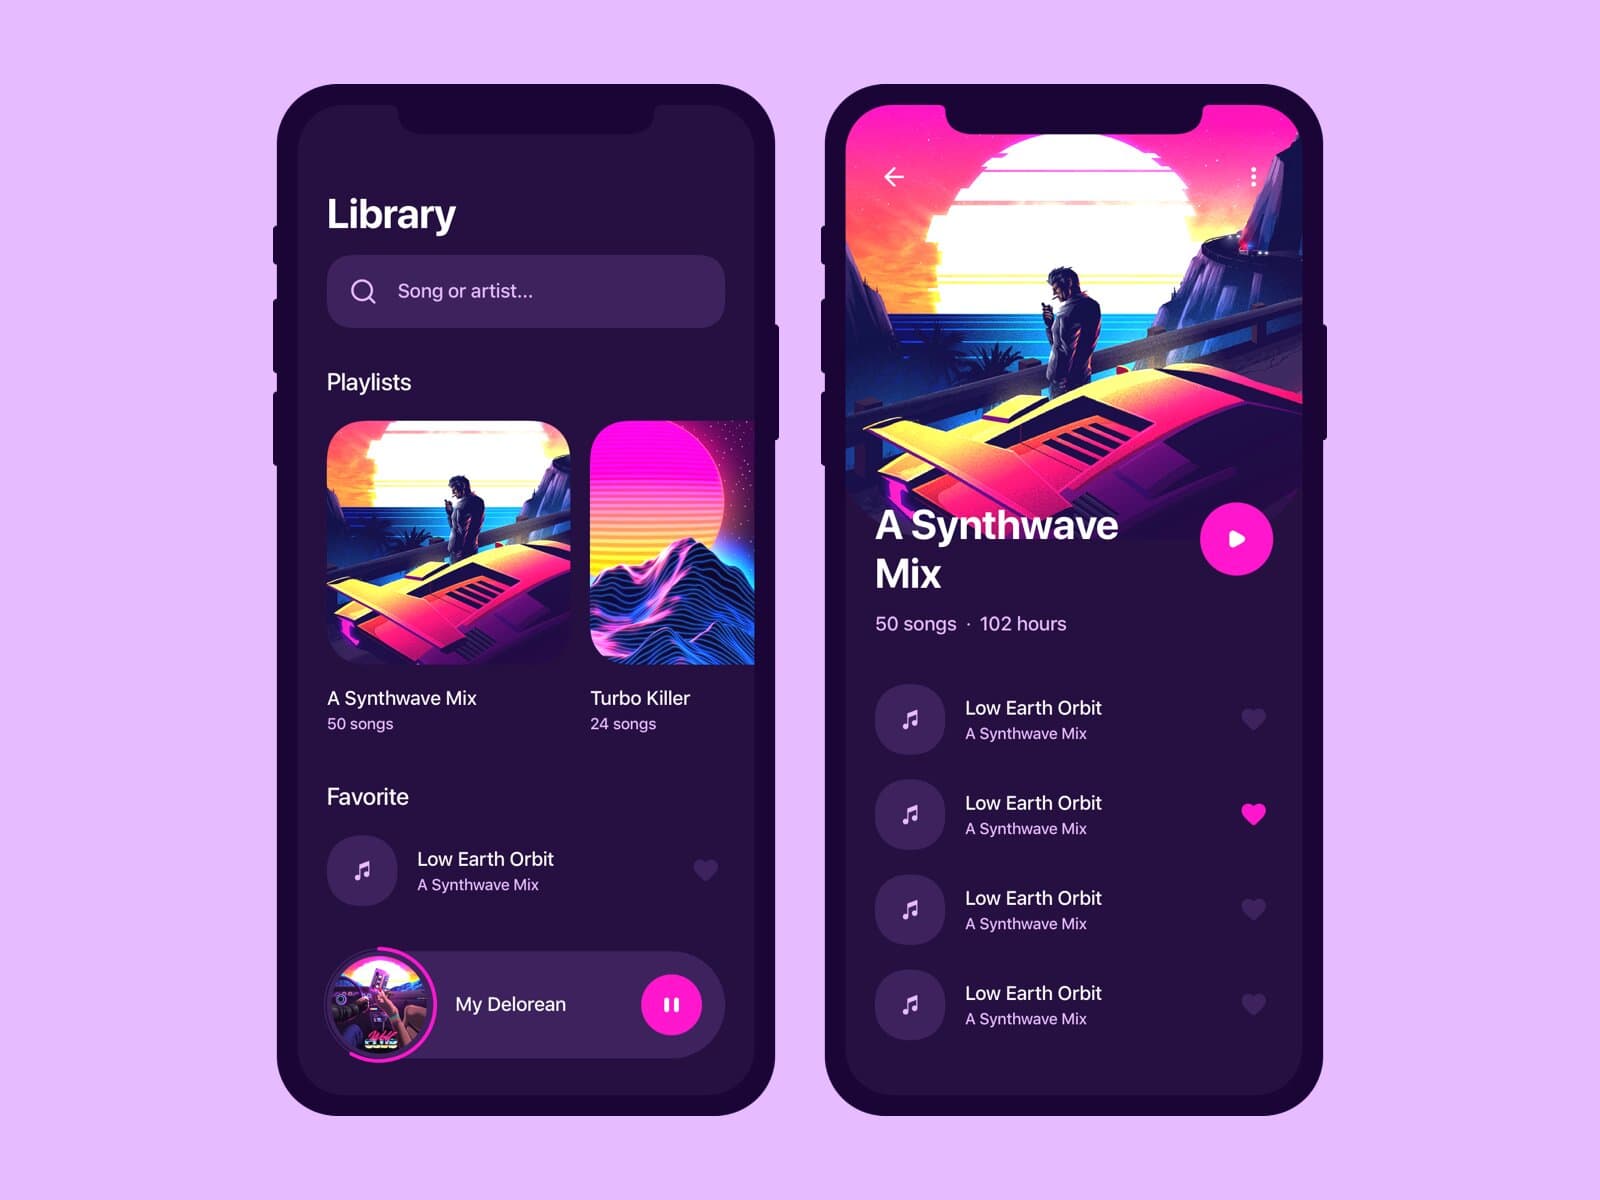 Library
Song or artist...
Playlists
A Synthwave Mix
50 songs
Turbo Killer
24 songs
Favorite
Low Earth Orbit
A Synthwave Mix
My Delorean
A Synthwave
Mix
50 songs · 102 hours
Low Earth Orbit
A Synthwave Mix
Low Earth Orbit
A Synthwave Mix
Low Earth Orbit
A Synthwave Mix
Low Earth Orbit
A Synthwave Mix